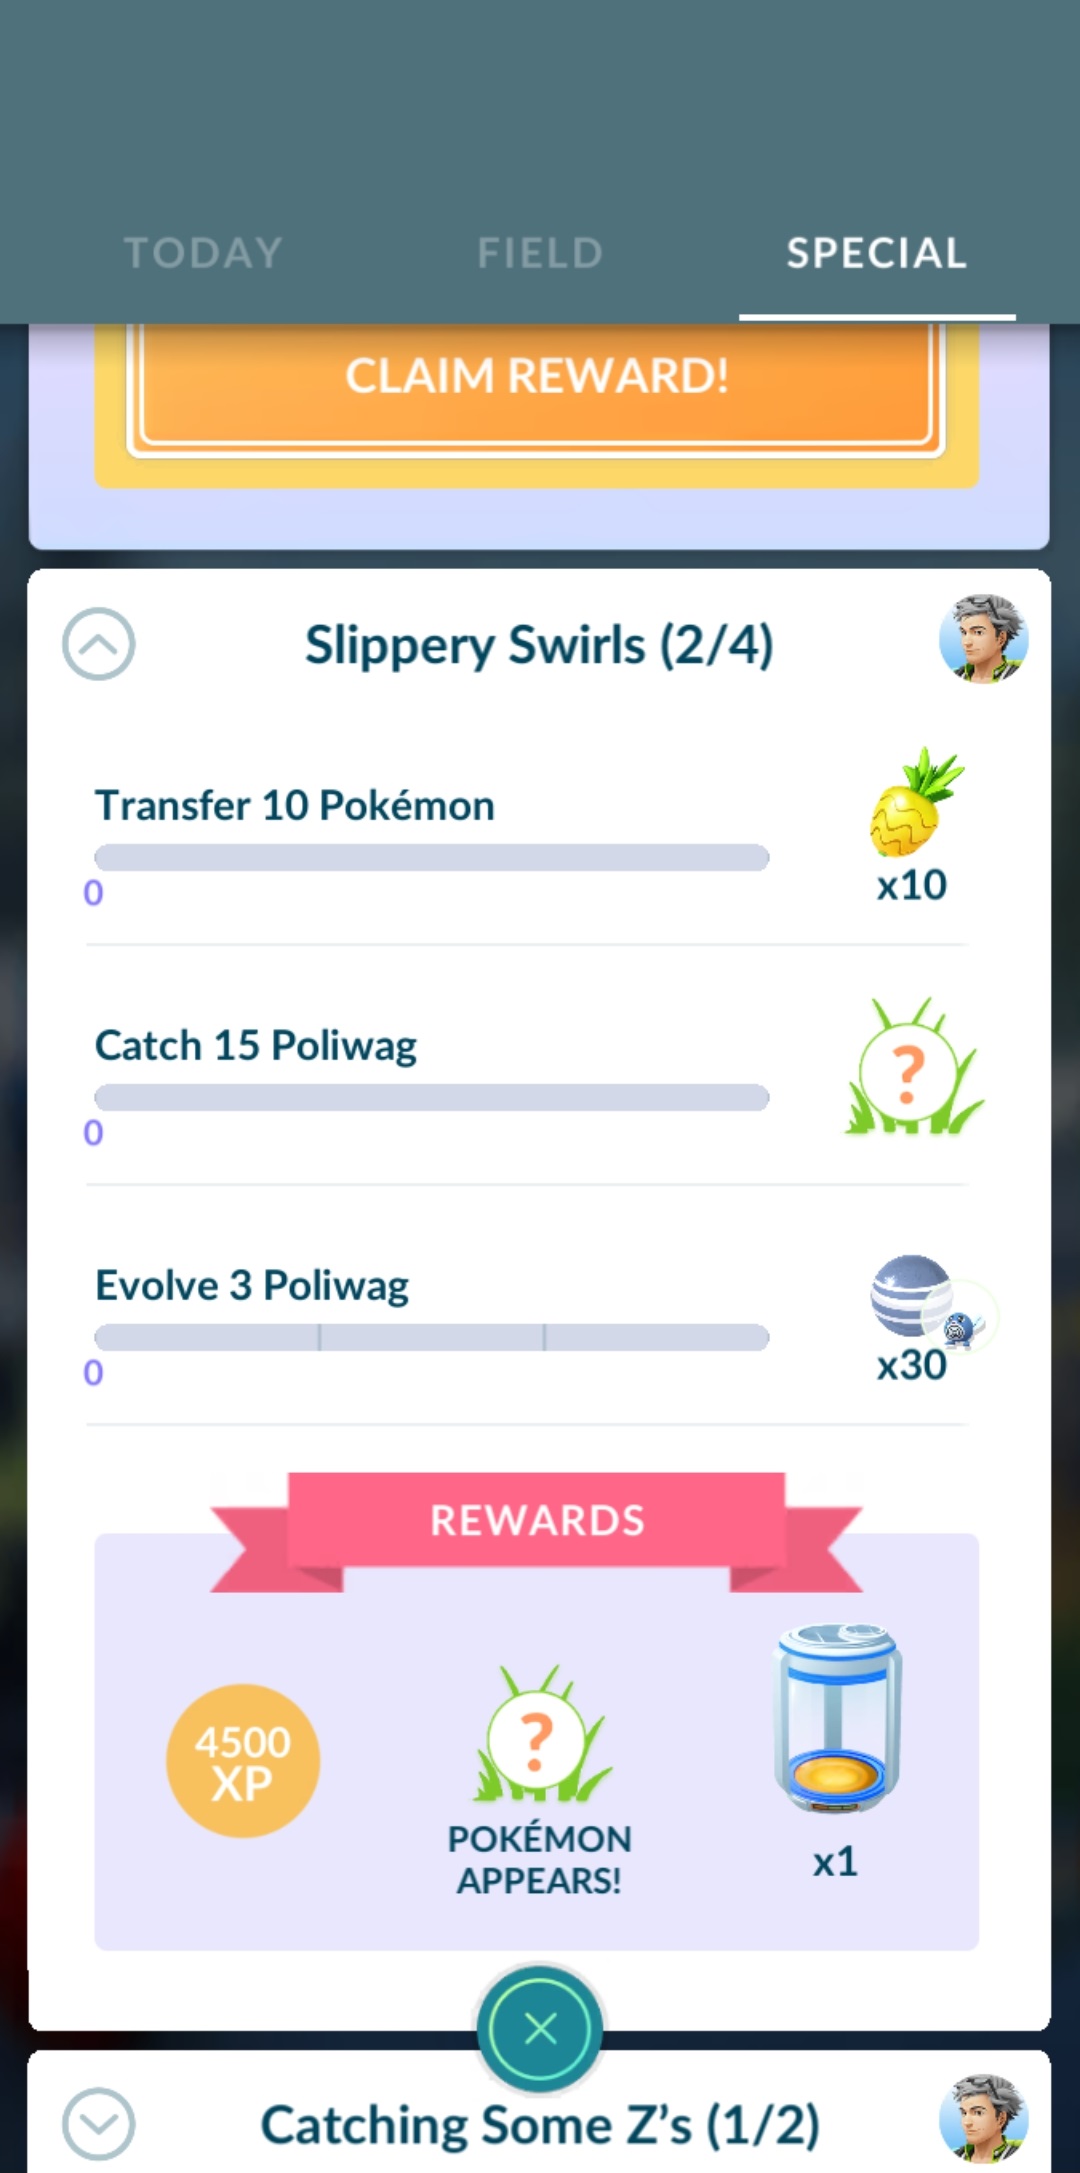 TODAY
FIELD
SPECIAL
CLAIM REWARD!
Slippery Swirls (2/4)
Transfer 10 Pokémon
0
x10
Catch 15 Poliwag
0
?
Evolve 3 Poliwag
0
x30
REWARDS
4500
XP
?
POKÉMON
APPEARS!
x1
Catching Some Z's (1/2)